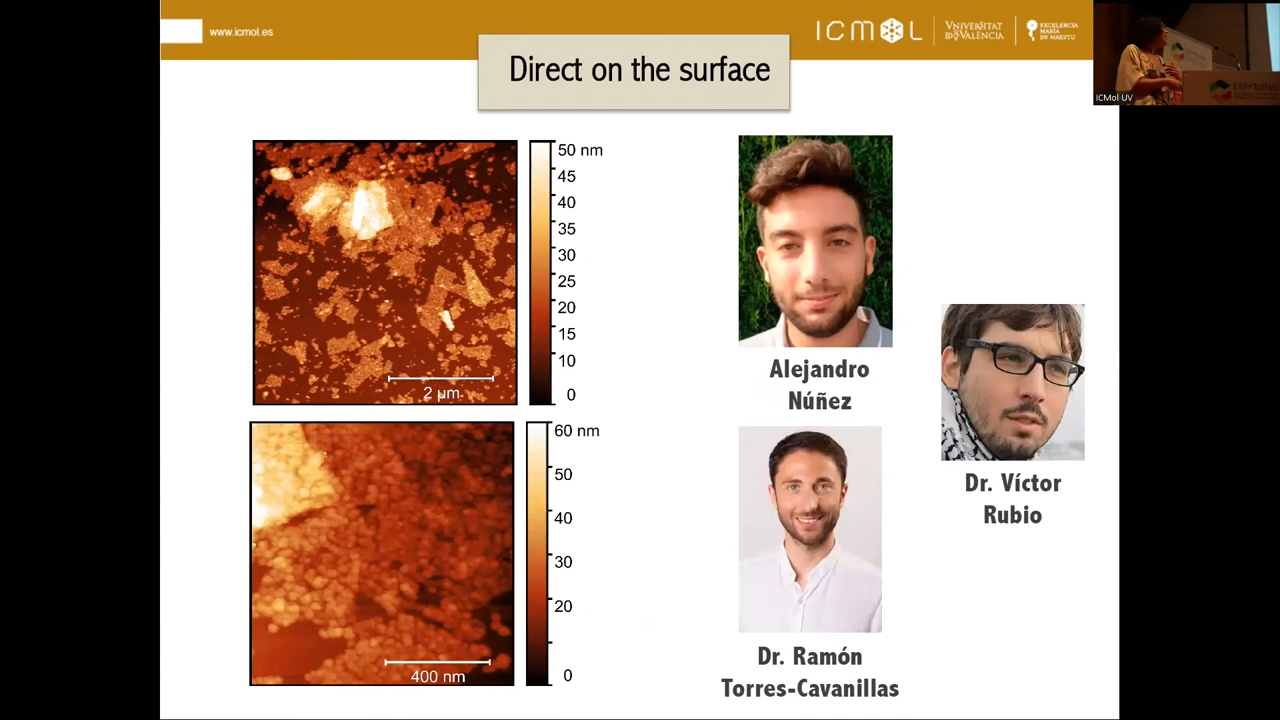 www.icmol.es
ICMOL
VNIVERSITAT
ID VALÈNCIA
EXCELENCIA
MARÍA
DE MAEZTU
Direct on the surface
ICMol UV
50 nm
45
40
35
30
25
20
15
10
0
2 µm
60 nm
50
40
30
20
0
400 nm
Alejandro
Núñez
Dr. Víctor
Rubio
Dr. Ramón
Torres-Cavanillas